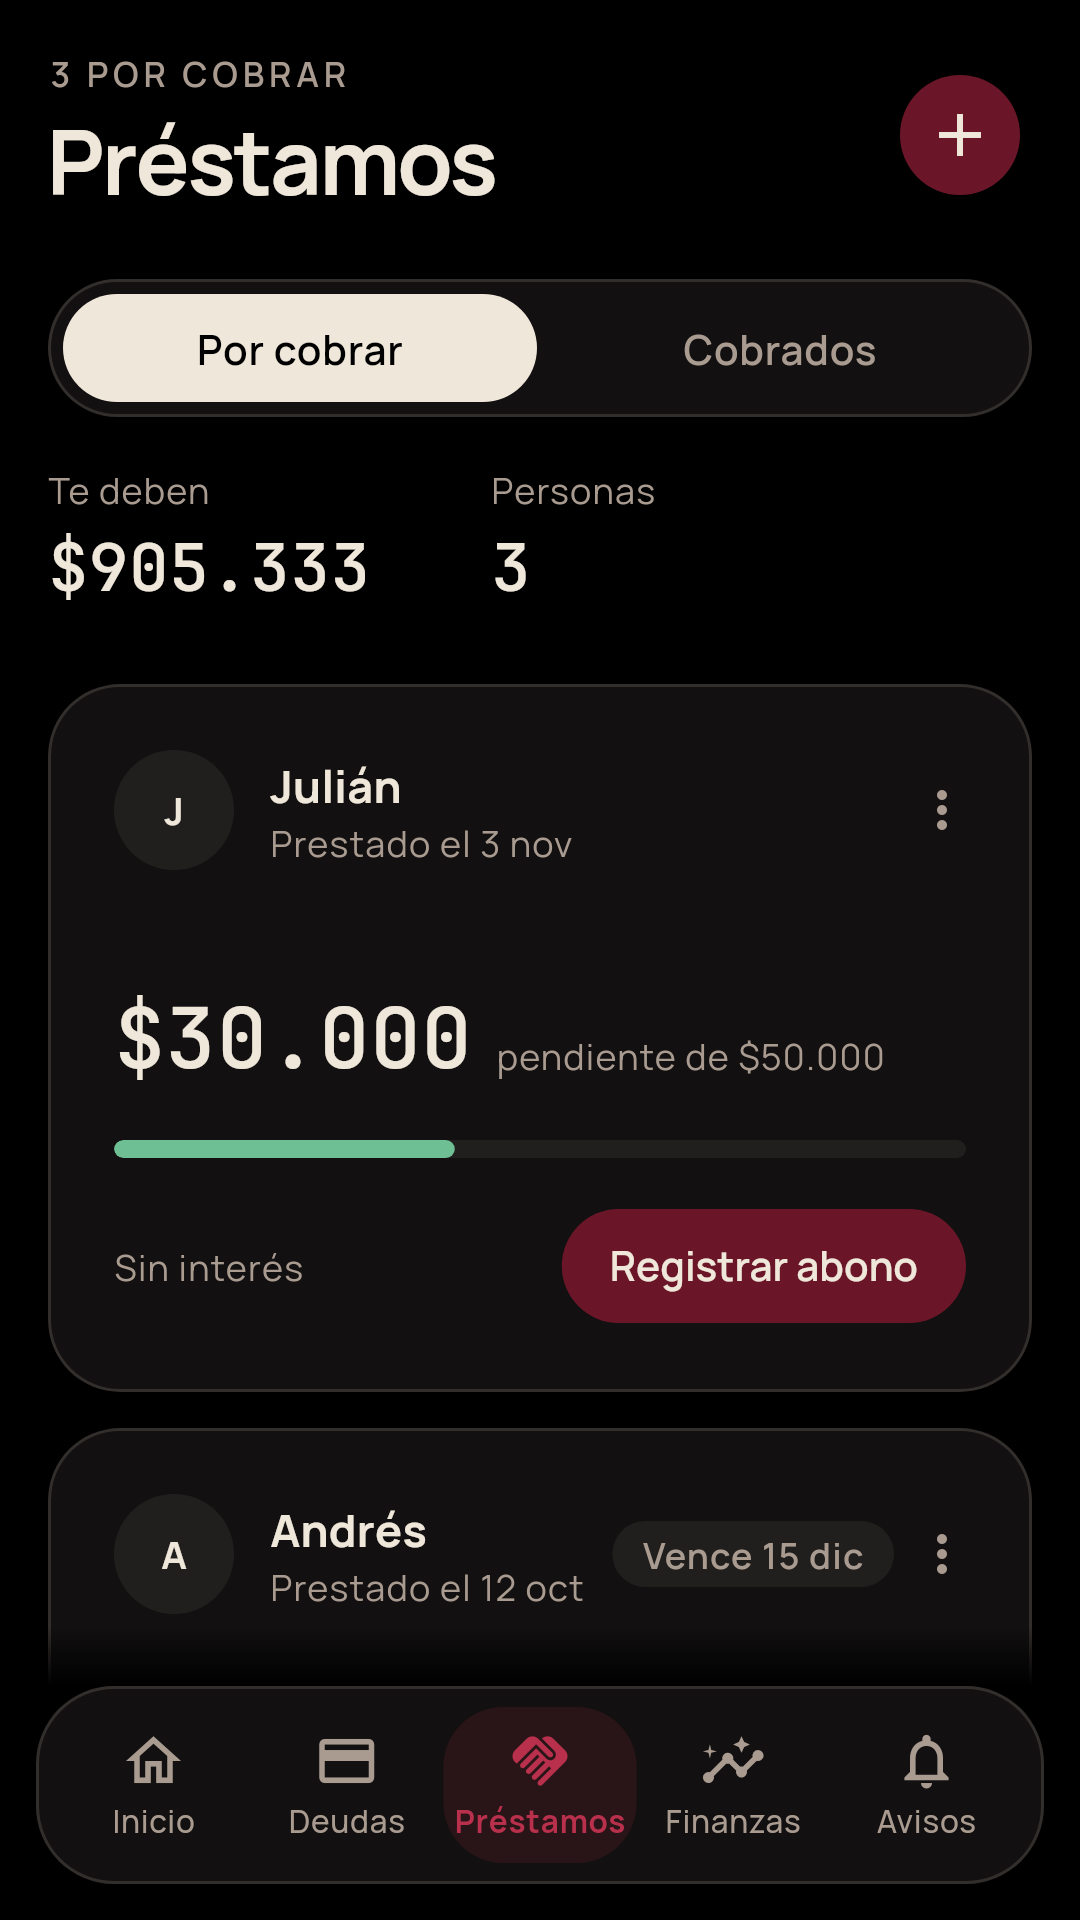 3 POR COBRAR
Préstamos
Por cobrar
Cobrados
Te deben
Personas
$905.333
3
J
Julián
Prestado el 3 nov
$30.000 pendiente de $50.000
Sin interés
Registrar abono
A
Andrés
Prestado el 12 oct
Vence 15 dic
Inicio
Deudas
Préstamos
Finanzas
Avisos